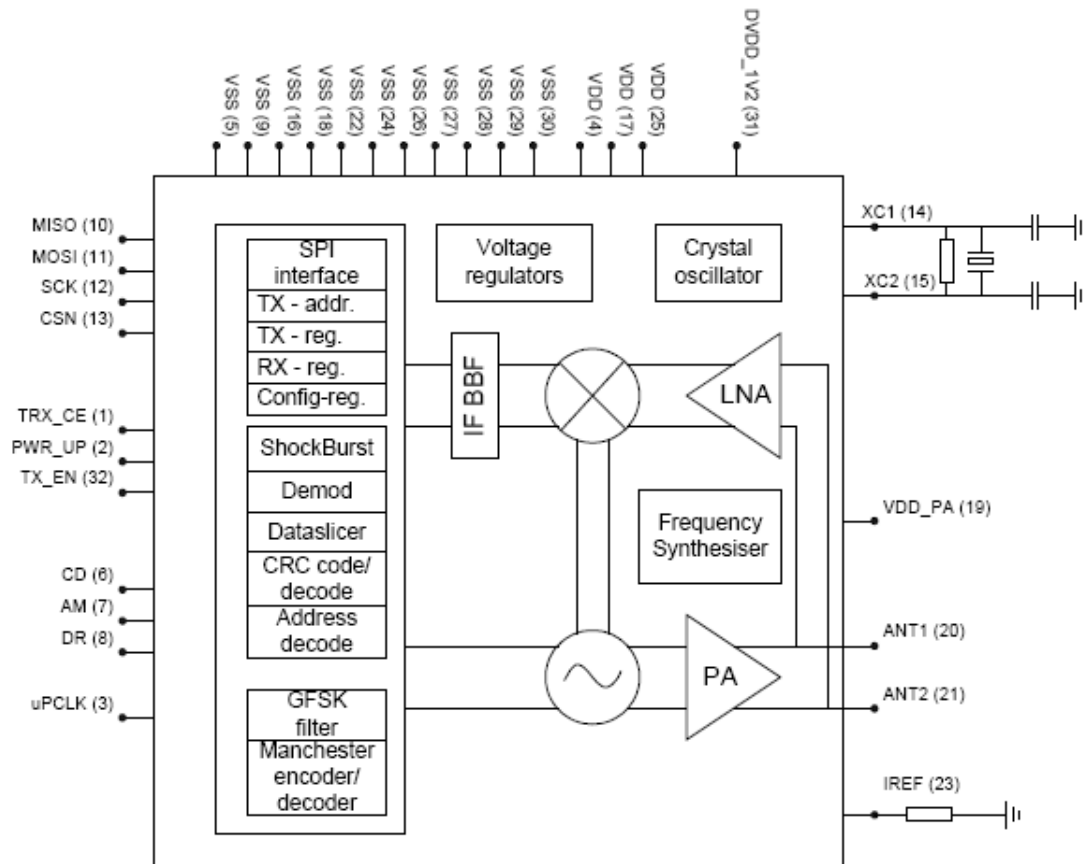 VSS (5)
VSS (9)
VSS (16)
VSS (18)
VSS (22)
VSS (24)
VSS (26)
VSS (27)
VSS (28)
VSS (29)
VSS (30)
VDD (4)
VDD (17)
VDD (25)
DVDD_1V2 (31)
MISO (10)
MOSI (11)
SCK (12)
CSN (13)
TRX_CE (1)
PWR_UP (2)
TX_EN (32)
CD (6)
AM (7)
DR (8)
uPCLK (3)
SPI
interface
TX - addr.
TX - reg.
RX - reg.
Config-reg.
ShockBurst
Demod
Dataslicer
CRC code/
decode
Address
decode
GFSK
filter
Manchester
encoder/
decoder
Voltage
regulators
Crystal
oscillator
IF BBF
LNA
Frequency
Synthesiser
PA
XC1 (14)
XC2 (15)
VDD_PA (19)
ANT1 (20)
ANT2 (21)
IREF (23)